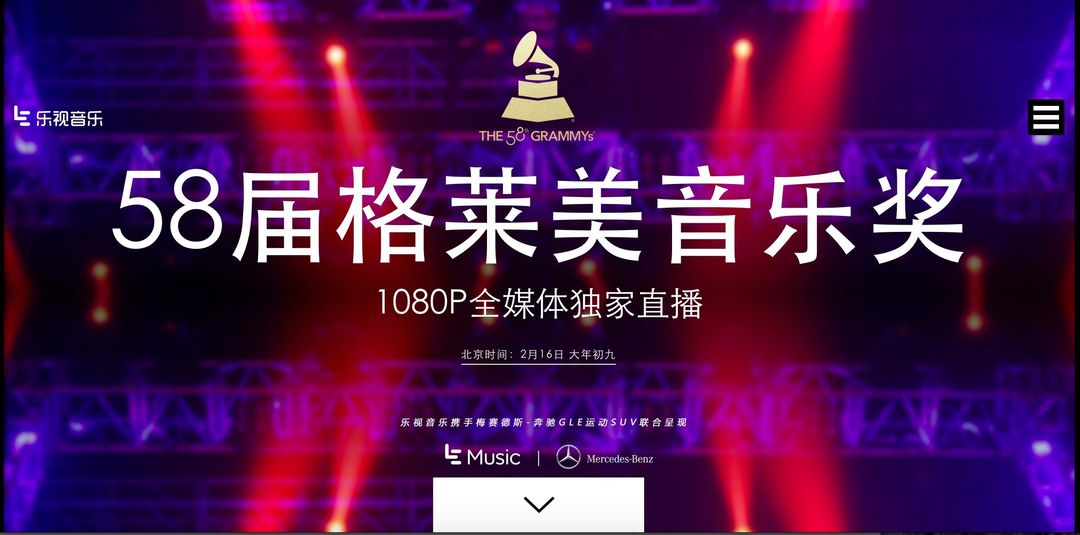 乐视音乐
THE 58th GRAMMYs
58届格莱美音乐奖
1080P全媒体独家直播
北京时间：2月16日 大年初九
乐视音乐携手梅赛德斯-奔驰GLE运动SUV联合呈现
Music | Mercedes-Benz